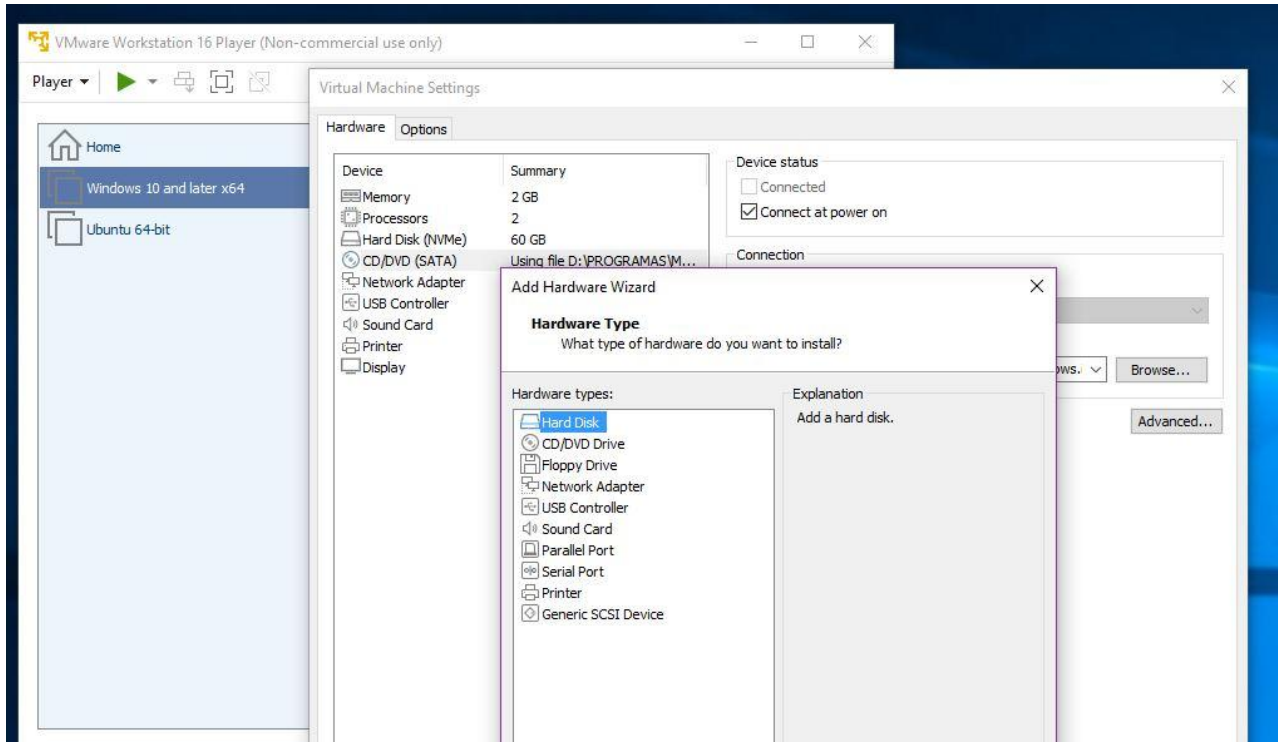 VMware Workstation 16 Player (Non-commercial use only)
Player
Virtual Machine Settings
Hardware Options
Home
Windows 10 and later x64
Ubuntu 64-bit
Device Summary
Memory 2 GB
Processors 2
Hard Disk (NVMe) 60 GB
CD/DVD (SATA) Using file D:\PROGRAMAS\M...
Network Adapter
USB Controller
Sound Card
Printer
Display
Device status
Connected
Connect at power on
Connection
Browse...
Advanced...
Add Hardware Wizard
Hardware Type
What type of hardware do you want to install?
Hardware types:
Hard Disk
CD/DVD Drive
Floppy Drive
Network Adapter
USB Controller
Sound Card
Parallel Port
Serial Port
Printer
Generic SCSI Device
Explanation
Add a hard disk.